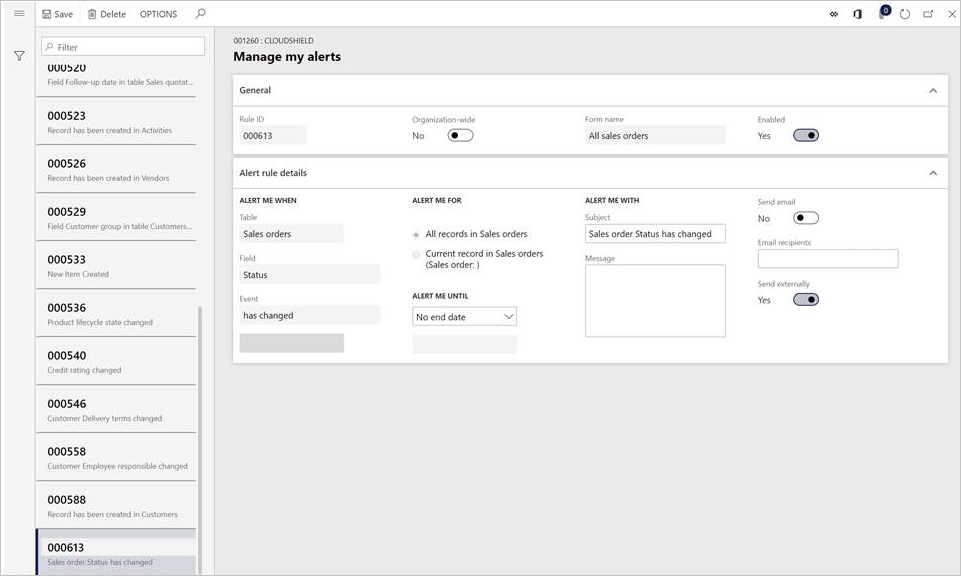 Save
Delete
OPTIONS
0
Filter
000520
Field Follow-up date in table Sales quotat...
000523
Record has been created in Activities
000526
Record has been created in Vendors
000529
Field Customer group in table Customers...
000533
New Item Created
000536
Product lifecycle state changed
000540
Credit rating changed
000546
Customer Delivery terms changed
000558
Customer Employee responsible changed
000588
Record has been created in Customers
000613
Sales order Status has changed
001260 : CLOUDSHIELD
Manage my alerts
General
Rule ID
000613
Organization-wide
No
Form name
All sales orders
Enabled
Yes
Alert rule details
ALERT ME WHEN
Table
Sales orders
Field
Status
Event
has changed
ALERT ME FOR
All records in Sales orders
Current record in Sales orders
(Sales order: )
ALERT ME UNTIL
No end date
ALERT ME WITH
Subject
Sales order Status has changed
Message
Send email
No
Email recipients
Send externally
Yes